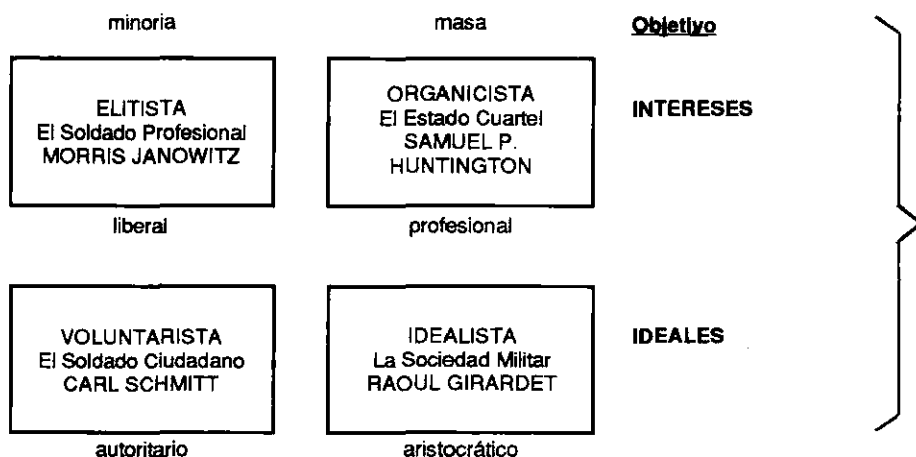 minoria masa Objetivo
ELITISTA
El Soldado Profesional
MORRIS JANOWITZ
ORGANICISTA
El Estado Cuartel
SAMUEL P.
HUNTINGTON
INTERESES
liberal profesional
VOLUNTARISTA
El Soldado Ciudadano
CARL SCHMITT
IDEALISTA
La Sociedad Militar
RAOUL GIRARDET
IDEALES
autoritario aristocrático